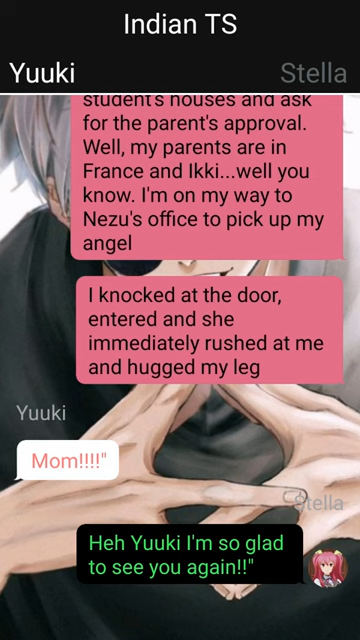 Indian TS
Yuuki Stella
student's houses and ask
for the parent's approval.
Well, my parents are in
France and Ikki...well you
know. I'm on my way to
Nezu's office to pick up my
angel
I knocked at the door,
entered and she
immediately rushed at me
and hugged my leg
Yuuki
Mom!!!!"
Stella
Heh Yuuki I'm so glad
to see you again!!"